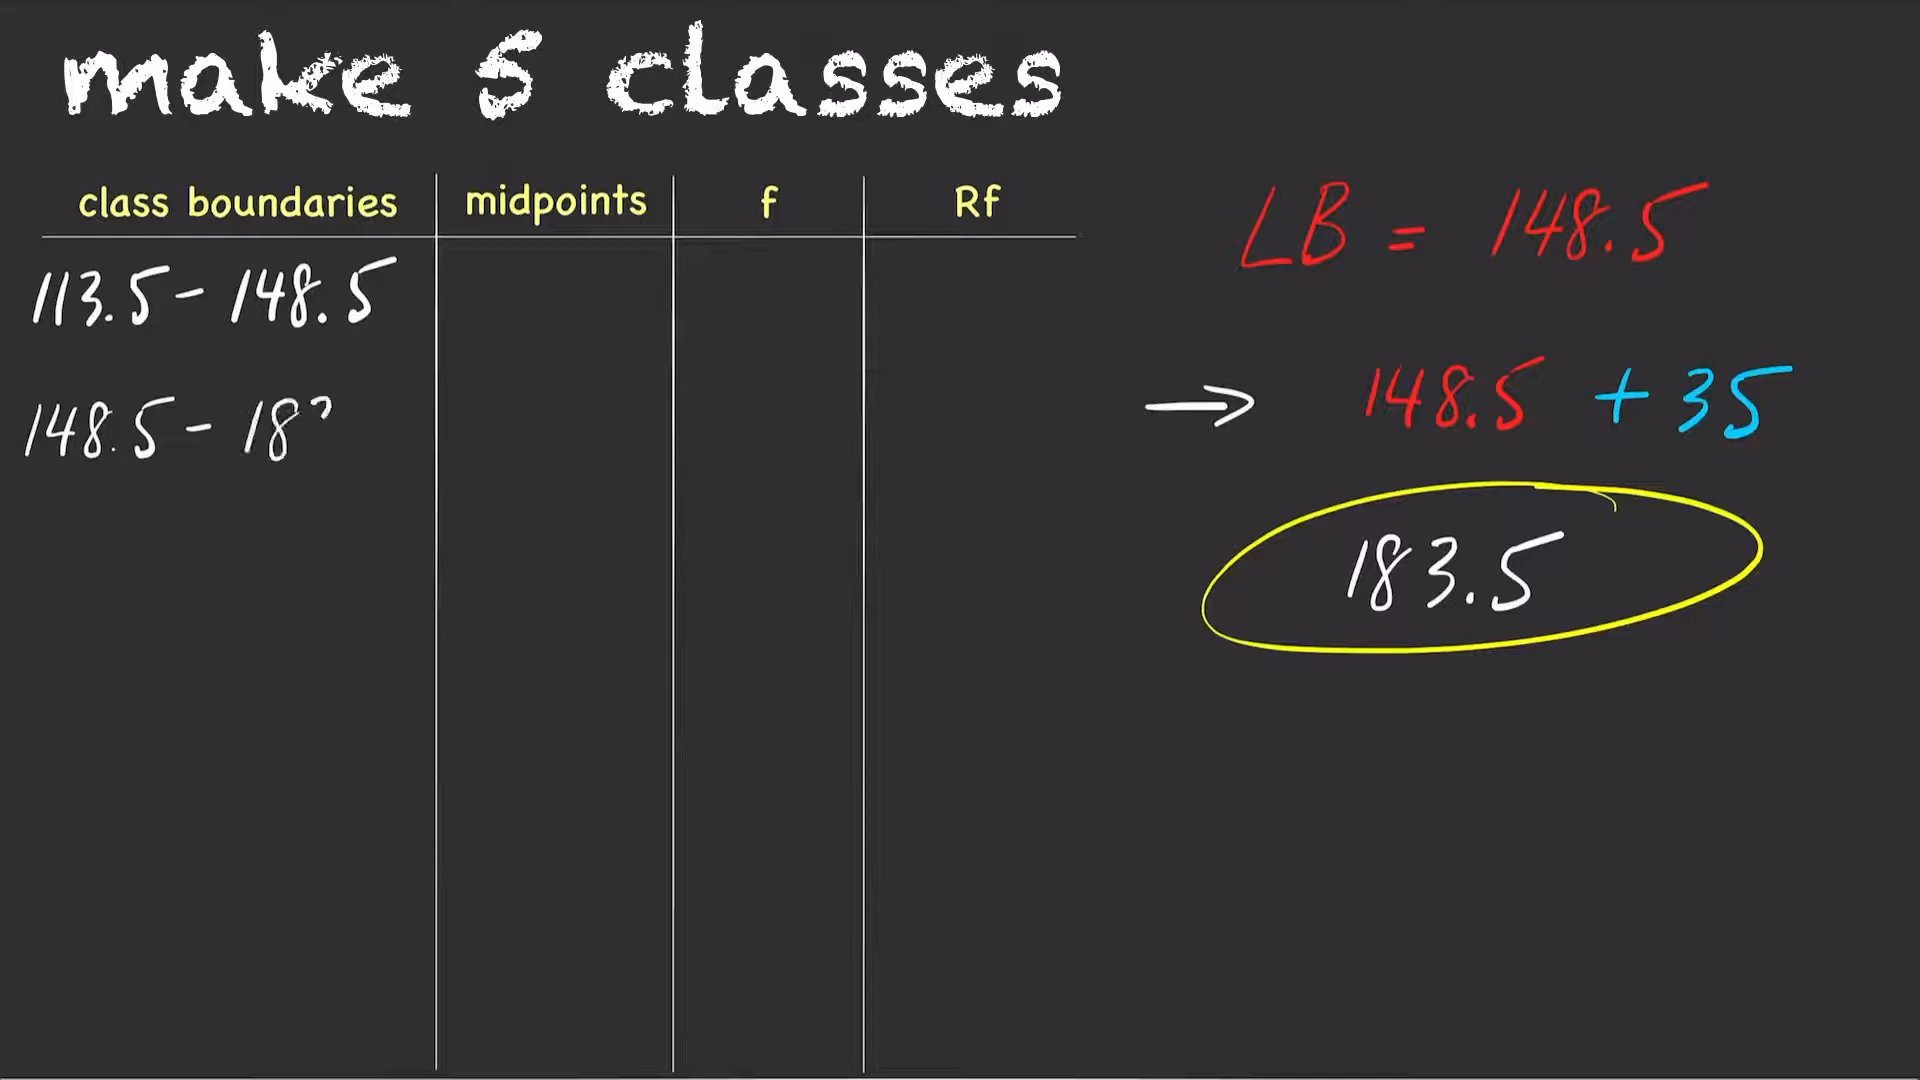 make 5 classes
class boundaries midpoints f Rf
113.5 - 148.5
148.5 - 18
LB = 148.5
→ 148.5 + 35
183.5